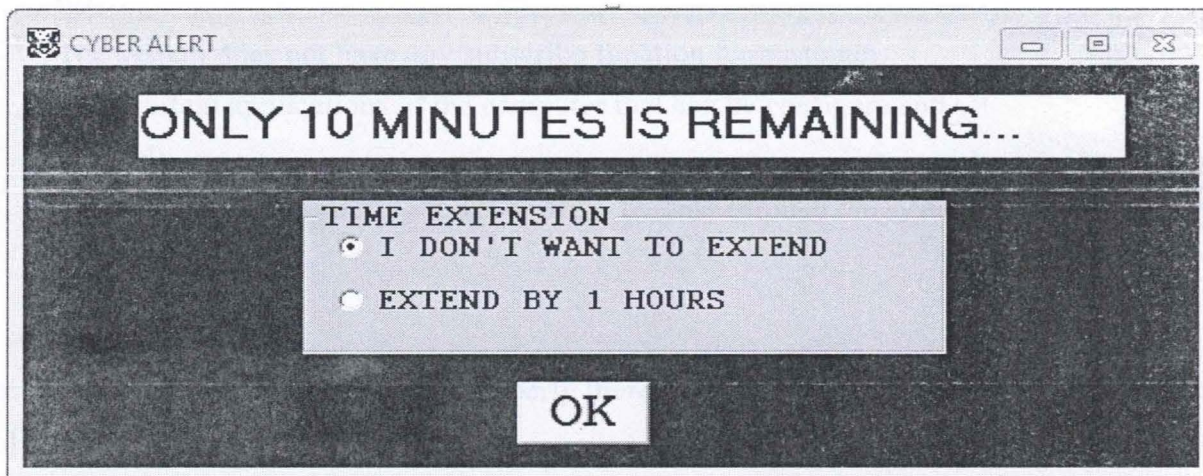 CYBER ALERT
ONLY 10 MINUTES IS REMAINING...
TIME EXTENSION
I DON'T WANT TO EXTEND
EXTEND BY 1 HOURS
OK